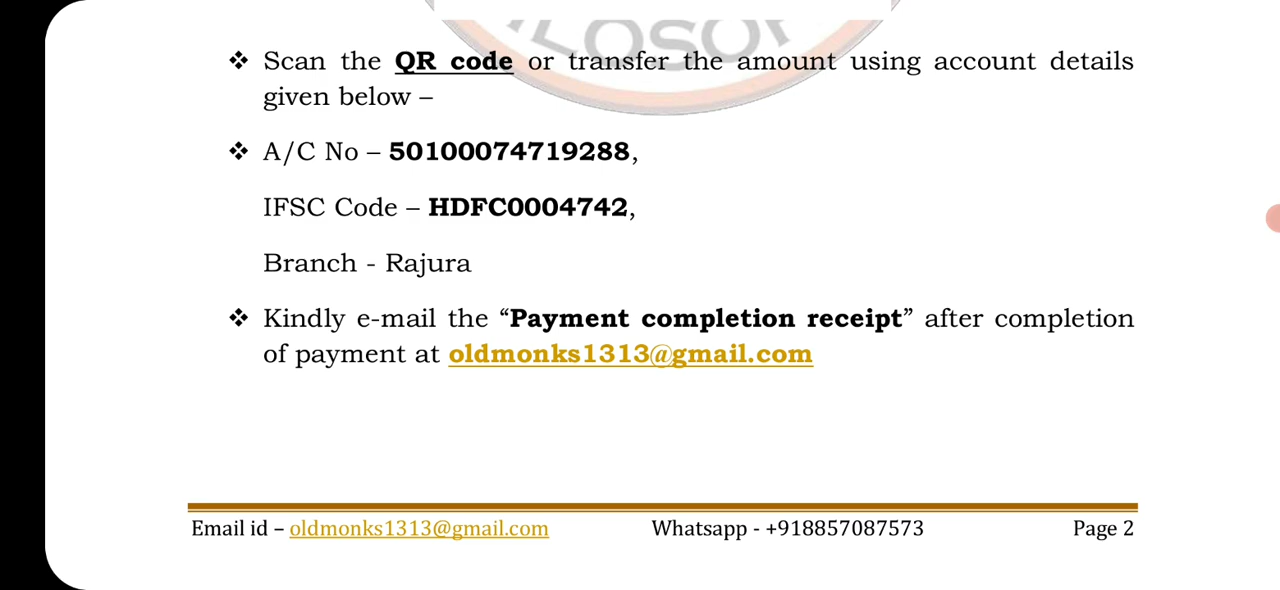 LOSO
❖ Scan the QR code or transfer the amount using account details
given below –
❖ A/C No – 50100074719288,
IFSC Code – HDFC0004742,
Branch - Rajura
❖ Kindly e-mail the “Payment completion receipt” after completion
of payment at oldmonks1313@gmail.com
Email id – oldmonks1313@gmail.com Whatsapp - +918857087573 Page 2